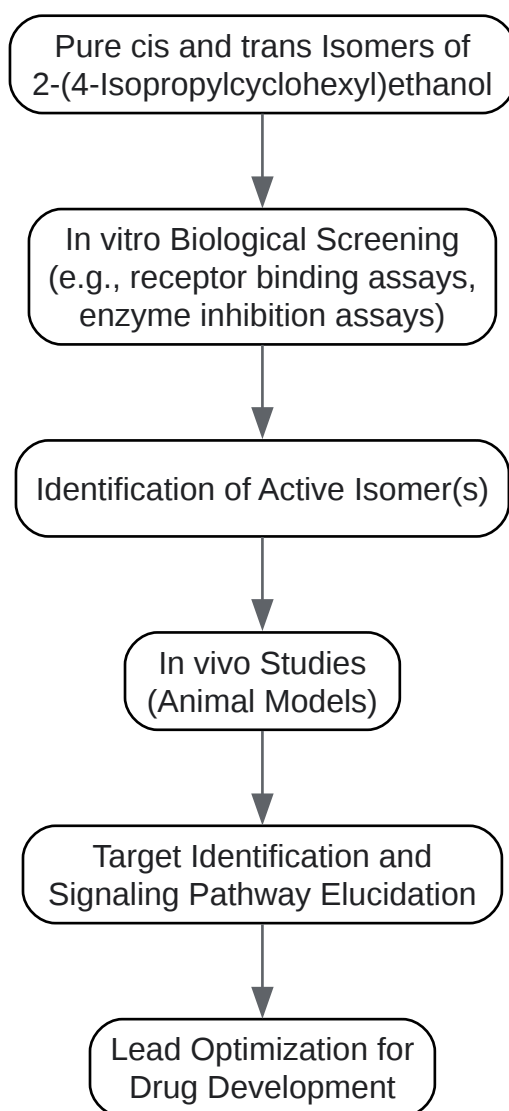 Pure cis and trans Isomers of
2-(4-Isopropylcyclohexyl)ethanol
In vitro Biological Screening
(e.g., receptor binding assays,
enzyme inhibition assays)
Identification of Active Isomer(s)
In vivo Studies
(Animal Models)
Target Identification and
Signaling Pathway Elucidation
Lead Optimization for
Drug Development